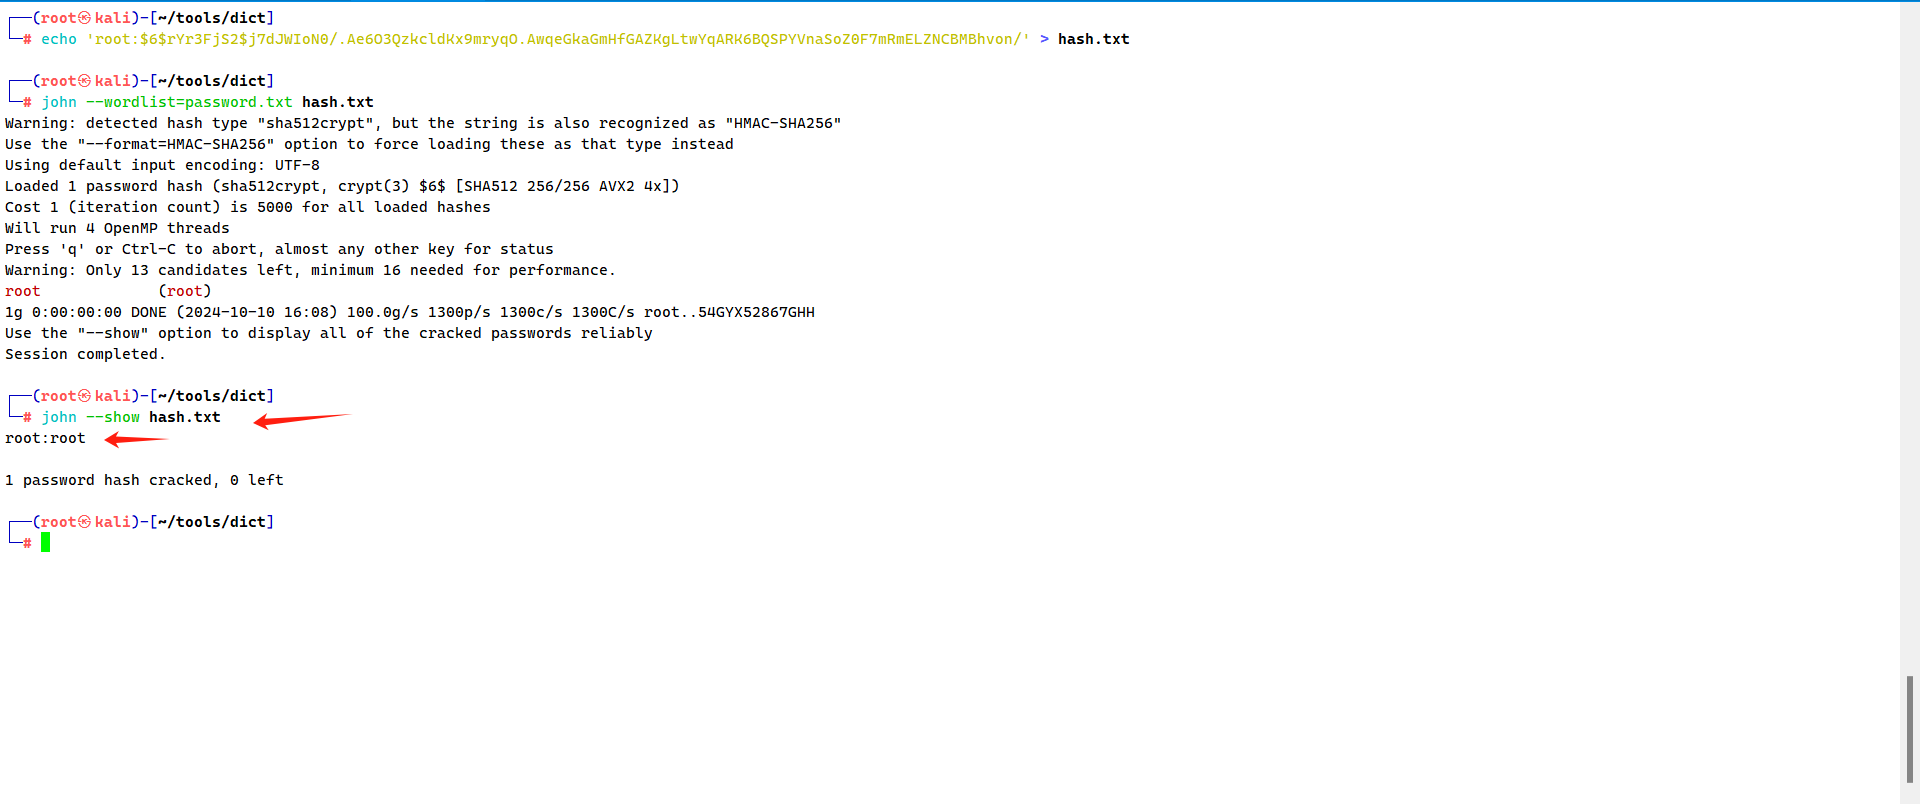 ┌──(root㉿kali)-[~/tools/dict]
└─# echo 'root:$6$rYr3FjS2$j7dJWIoN0/.Ae6O3QzkcldKx9mryqO.AwqeGkaGmHfGAZKgLtwYqARK6BQSPYVnaSoZ0F7mRmELZNCBMBhvon/' > hash.txt
┌──(root㉿kali)-[~/tools/dict]
└─# john --wordlist=password.txt hash.txt
Warning: detected hash type "sha512crypt", but the string is also recognized as "HMAC-SHA256"
Use the "--format=HMAC-SHA256" option to force loading these as that type instead
Using default input encoding: UTF-8
Loaded 1 password hash (sha512crypt, crypt(3) $6$ [SHA512 256/256 AVX2 4x])
Cost 1 (iteration count) is 5000 for all loaded hashes
Will run 4 OpenMP threads
Press 'q' or Ctrl-C to abort, almost any other key for status
Warning: Only 13 candidates left, minimum 16 needed for performance.
root             (root)
1g 0:00:00:00 DONE (2024-10-10 16:08) 100.0g/s 1300p/s 1300c/s 1300C/s root..54GYX52867GHH
Use the "--show" option to display all of the cracked passwords reliably
Session completed.
┌──(root㉿kali)-[~/tools/dict]
└─# john --show hash.txt
root:root
1 password hash cracked, 0 left
┌──(root㉿kali)-[~/tools/dict]
└─#